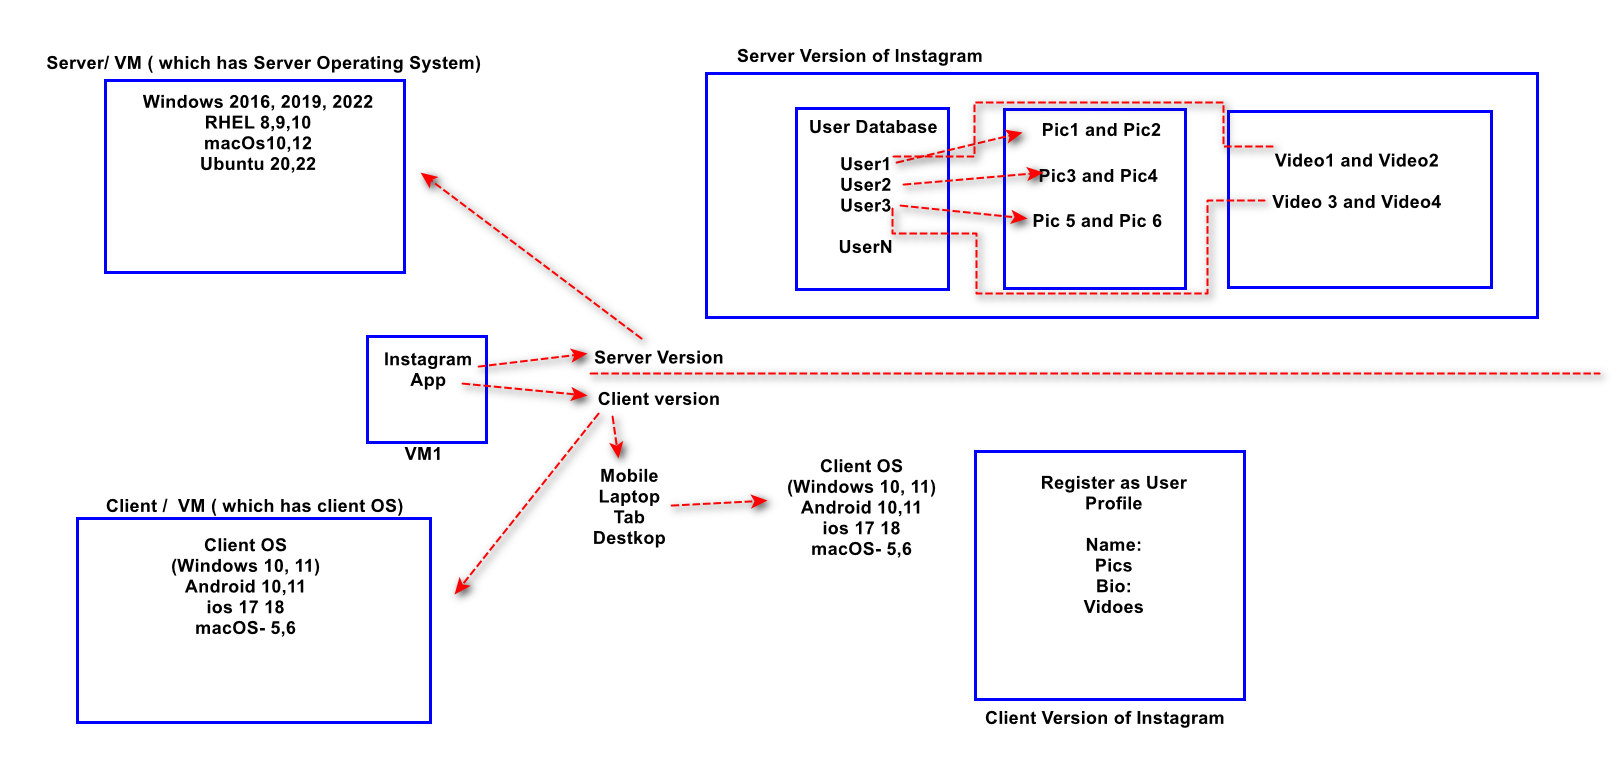 Server/ VM ( which has Server Operating System)
Windows 2016, 2019, 2022
RHEL 8,9,10
macOs10,12
Ubuntu 20,22
Server Version of Instagram
User Database
User1
User2
User3
UserN
Pic1 and Pic2
Pic3 and Pic4
Pic 5 and Pic 6
Video1 and Video2
Video 3 and Video4
Instagram
App
VM1
Server Version
Client version
Mobile
Laptop
Tab
Destkop
Client OS
(Windows 10, 11)
Android 10,11
ios 17 18
macOS- 5,6
Client /  VM ( which has client OS)
Client OS
(Windows 10, 11)
Android 10,11
ios 17 18
macOS- 5,6
Register as User
Profile
Name:
Pics
Bio:
Vidoes
Client Version of Instagram